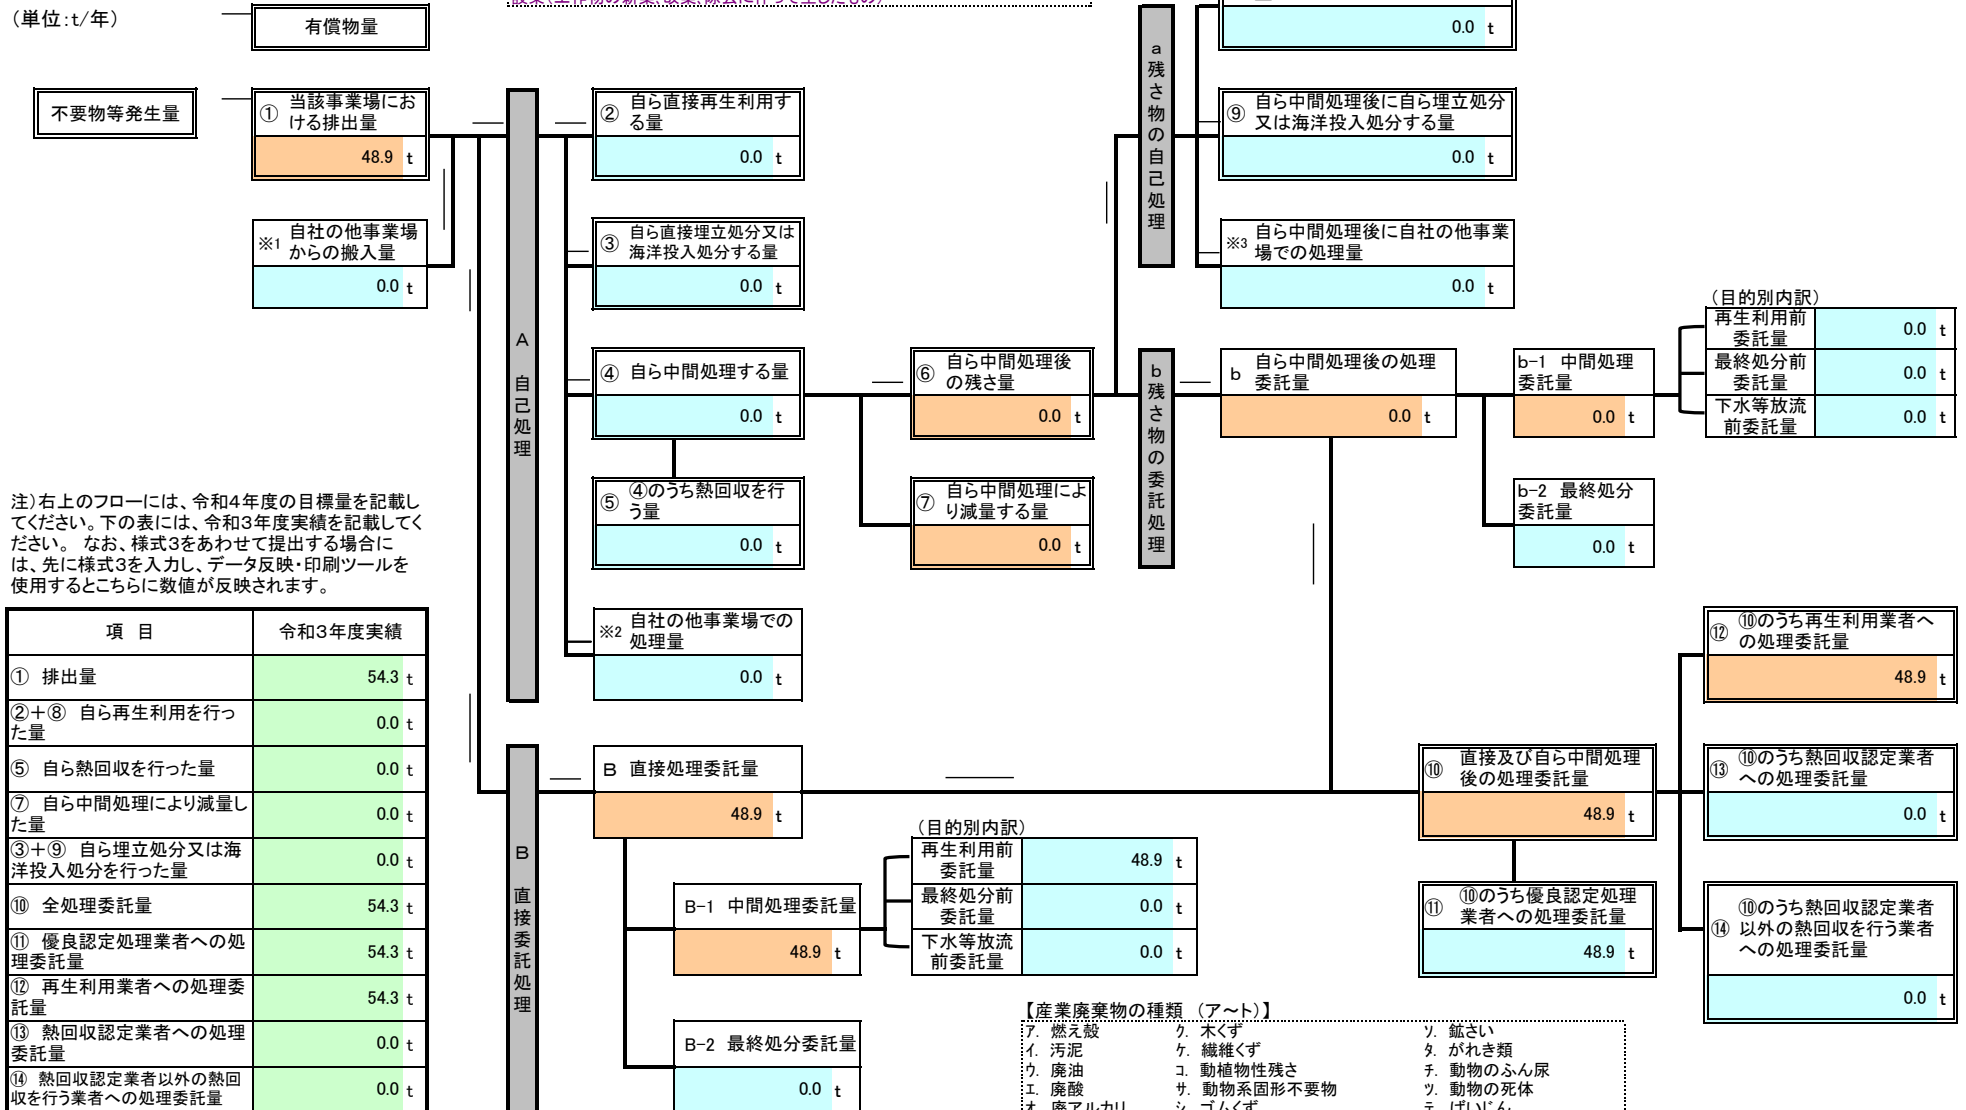 （単位：t／年）
有償物量
不要物等発生量
① 当該事業場にお
ける排出量
48.9 t
※1 自社の他事業場
からの搬入量
0.0 t
A 自己処理
② 自ら直接再生利用す
る量
0.0 t
③ 自ら直接埋立処分又は
海洋投入処分する量
0.0 t
④ 自ら中間処理する量
0.0 t
⑤ ④のうち熱回収を行
う量
0.0 t
※2 自社の他事業場での
処理量
0.0 t
⑥ 自ら中間処理後
の残さ量
0.0 t
⑦ 自ら中間処理によ
り減量する量
0.0 t
a 残さ物の自己処理
0.0 t
⑨ 自ら中間処理後に自ら埋立処分
又は海洋投入処分する量
0.0 t
※3 自ら中間処理後に自社の他事業
場での処理量
0.0 t
b 残さ物の委託処理
b 自ら中間処理後の処理
委託量
0.0 t
b-1 中間処理
委託量
0.0 t
b-2 最終処分
委託量
0.0 t
（目的別内訳）
再生利用前
委託量
0.0 t
最終処分前
委託量
0.0 t
下水等放流
前委託量
0.0 t
注）右上のフローには、令和４年度の目標量を記載し
てください。下の表には、令和３年度実績を記載してく
ださい。 なお、様式３をあわせて提出する場合に
は、先に様式３を入力し、データ反映・印刷ツールを
使用するとこちらに数値が反映されます。
項 目 令和３年度実績
① 排出量 54.3 t
②＋⑧ 自ら再生利用を行っ
た量 0.0 t
⑤ 自ら熱回収を行った量 0.0 t
⑦ 自ら中間処理により減量し
た量 0.0 t
③＋⑨ 自ら埋立処分又は海
洋投入処分を行った量 0.0 t
⑩ 全処理委託量 54.3 t
⑪ 優良認定処理業者への処
理委託量 54.3 t
⑫ 再生利用業者への処理委
託量 54.3 t
⑬ 熱回収認定業者への処理
委託量 0.0 t
⑭ 熱回収認定業者以外の熱回
収を行う業者への処理委託量 0.0 t
B 直接委託処理
B 直接処理委託量
48.9 t
B-1 中間処理委託量
48.9 t
B-2 最終処分委託量
0.0 t
（目的別内訳）
再生利用前
委託量
48.9 t
最終処分前
委託量
0.0 t
下水等放流
前委託量
0.0 t
⑩ 直接及び自ら中間処理
後の処理委託量
48.9 t
⑪ ⑩のうち優良認定処理
業者への処理委託量
48.9 t
⑫ ⑩のうち再生利用業者へ
の処理委託量
48.9 t
⑬ ⑩のうち熱回収認定業者
への処理委託量
0.0 t
⑭ ⑩のうち熱回収認定業者
以外の熱回収を行う業者
への処理委託量
0.0 t
【産業廃棄物の種類 （ア～ト）】
ｱ. 燃え殻 ｸ. 木くず ｿ. 鉱さい
ｲ. 汚泥 ｹ. 繊維くず ﾀ. がれき類
ｳ. 廃油 ｺ. 動植物性残さ ﾁ. 動物のふん尿
ｴ. 廃酸 ｻ. 動物系固形不要物 ﾂ. 動物の死体
ｵ. 廃アルカリ ｼ. ゴムくず ﾃ. ばいじん